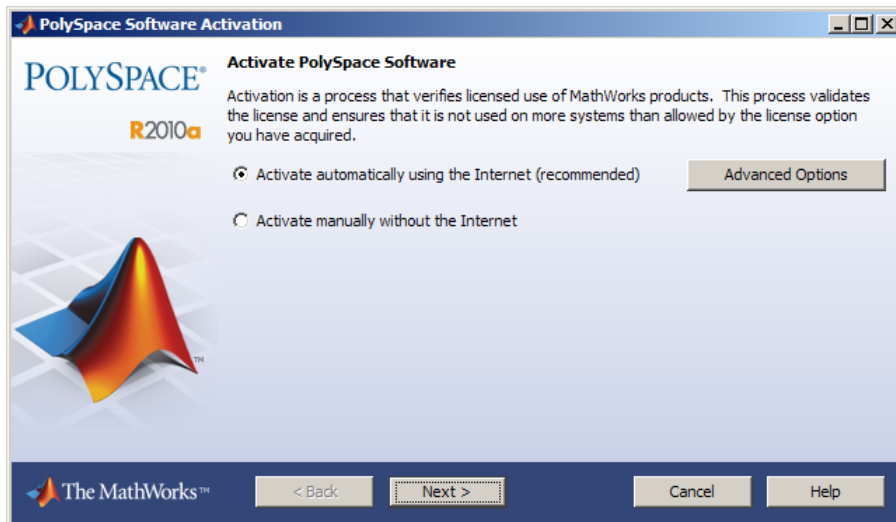 PolySpace Software Activation
POLYSPACE®
R2010a
Activate PolySpace Software
Activation is a process that verifies licensed use of MathWorks products. This process validates
the license and ensures that it is not used on more systems than allowed by the license option
you have acquired.
Activate automatically using the Internet (recommended)
Advanced Options
Activate manually without the Internet
TM
The MathWorks™
< Back
Next >
Cancel
Help